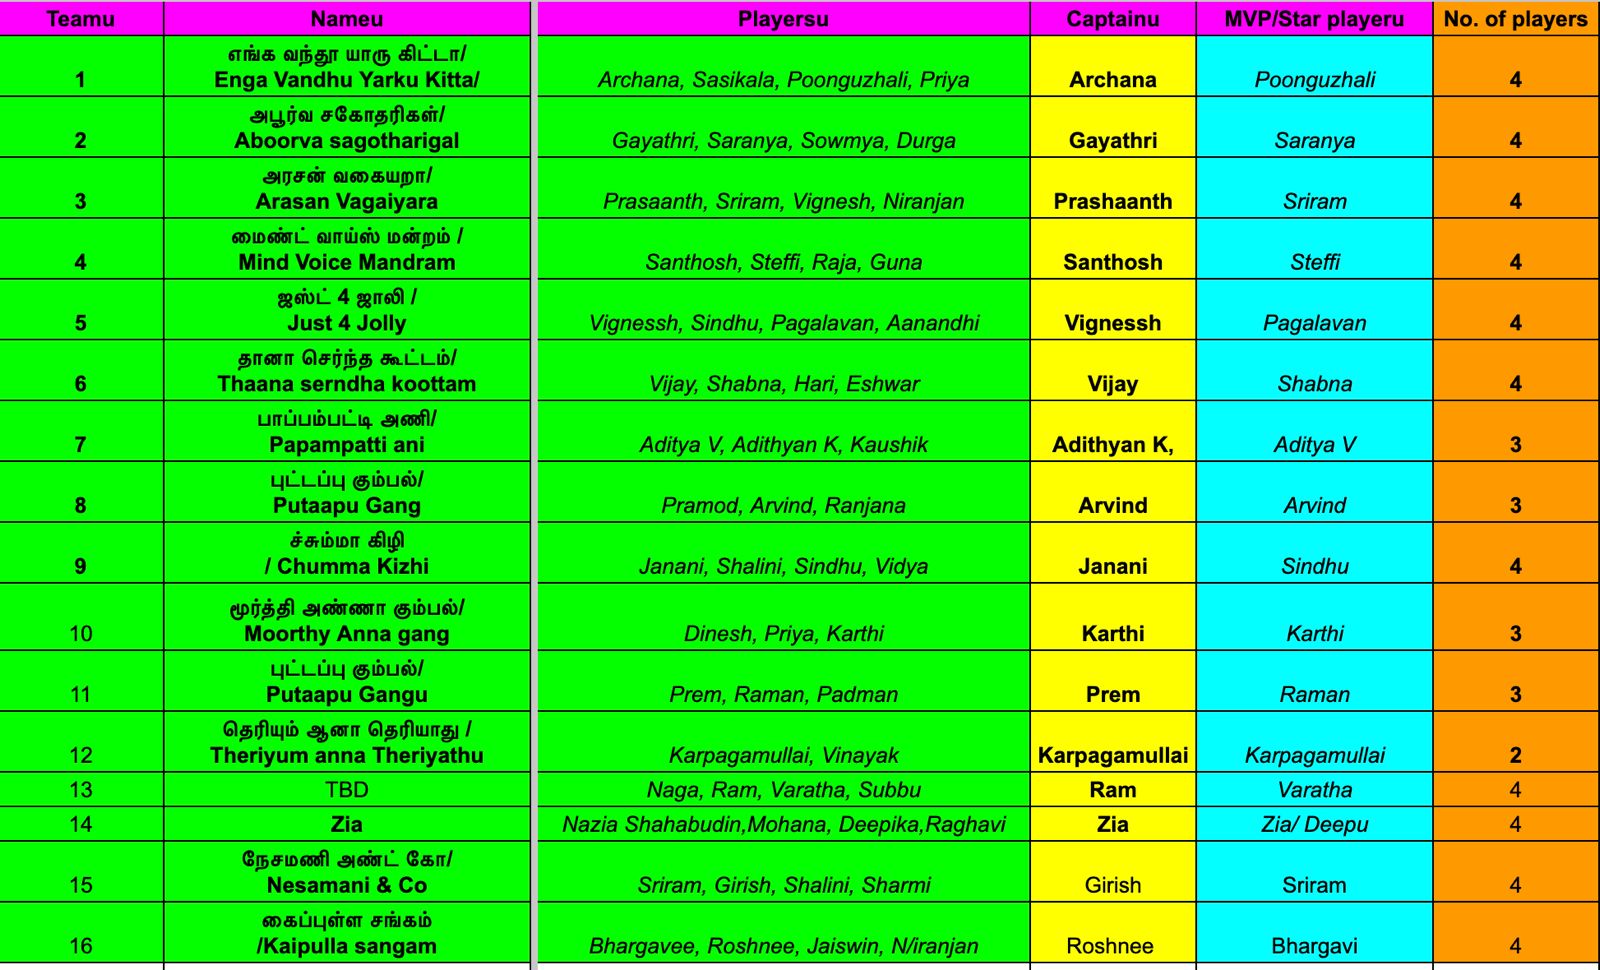 Teamu Nameu Playersu Captainu MVP/Star playeru No. of players
எங்க வந்தூ யாரு கிட்டா/
1 Enga Vandhu Yarku Kitta/ Archana, Sasikala, Poonguzhali, Priya Archana Poonguzhali 4
அபூர்வ சகோதரிகள்/
2 Aboorva sagotharigal Gayathri, Saranya, Sowmya, Durga Gayathri Saranya 4
அரசன் வகையறா/
3 Arasan Vagaiyara Prasaanth, Sriram, Vignesh, Niranjan Prashaanth Sriram 4
மைண்ட் வாய்ஸ் மன்றம் /
4 Mind Voice Mandram Santhosh, Steffi, Raja, Guna Santhosh Steffi 4
ஜஸ்ட் 4 ஜாலி /
5 Just 4 Jolly Vignessh, Sindhu, Pagalavan, Aanandhi Vignessh Pagalavan 4
தானா செர்ந்த கூட்டம்/
6 Thaana serndha koottam Vijay, Shabna, Hari, Eshwar Vijay Shabna 4
பாப்பம்பட்டி அணி/
7 Papampatti ani Aditya V, Adithyan K, Kaushik Adithyan K, Aditya V 3
புட்டப்பு கும்பல்/
8 Putaapu Gang Pramod, Arvind, Ranjana Arvind Arvind 3
ச்சும்மா கிழி
9 / Chumma Kizhi Janani, Shalini, Sindhu, Vidya Janani Sindhu 4
மூர்த்தி அண்ணா கும்பல்/
10 Moorthy Anna gang Dinesh, Priya, Karthi Karthi Karthi 3
புட்டப்பு கும்பல்/
11 Putaapu Gangu Prem, Raman, Padman Prem Raman 3
தெரியும் ஆனா தெரியாது /
12 Theriyum anna Theriyathu Karpagamullai, Vinayak Karpagamullai Karpagamullai 2
13 TBD Naga, Ram, Varatha, Subbu Ram Varatha 4
14 Zia Nazia Shahabudin,Mohana, Deepika,Raghavi Zia Zia/ Deepu 4
நேசமணி அண்ட் கோ/
15 Nesamani & Co Sriram, Girish, Shalini, Sharmi Girish Sriram 4
கைப்புள்ள சங்கம்
16 /Kaipulla sangam Bhargavee, Roshnee, Jaiswin, N/iranjan Roshnee Bhargavi 4